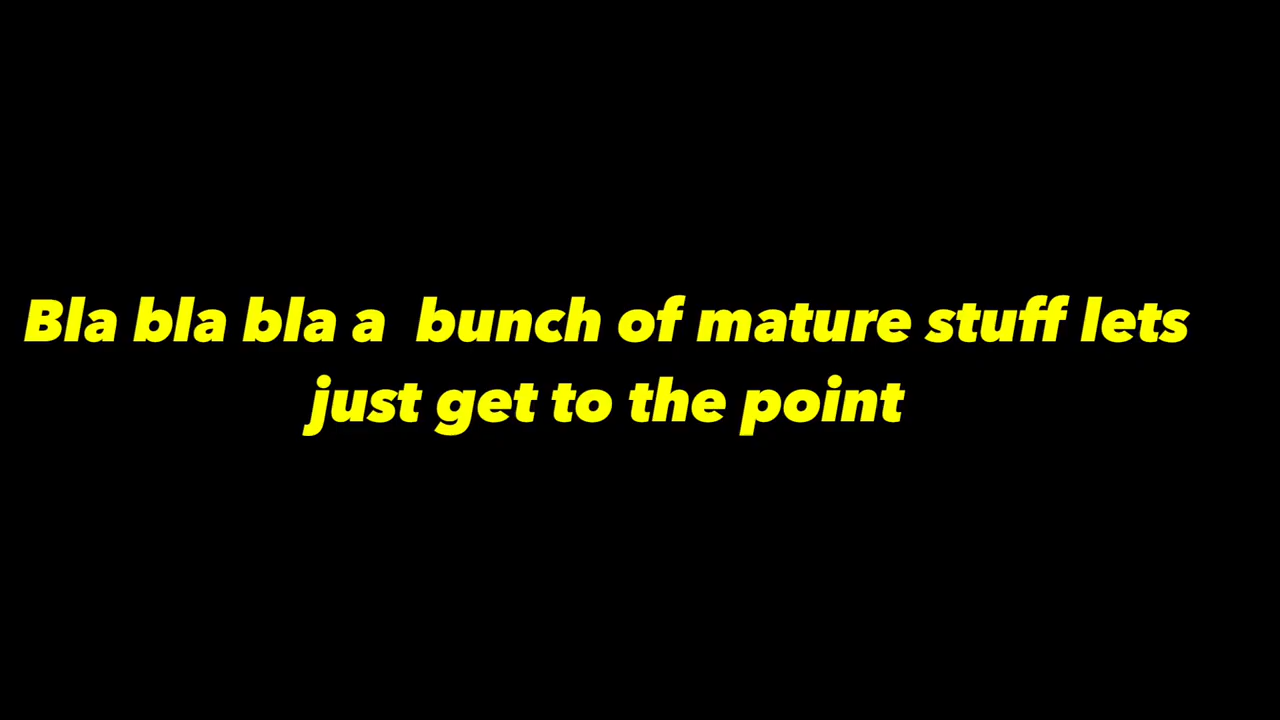 Bla bla bla a  bunch of mature stuff lets
just get to the point